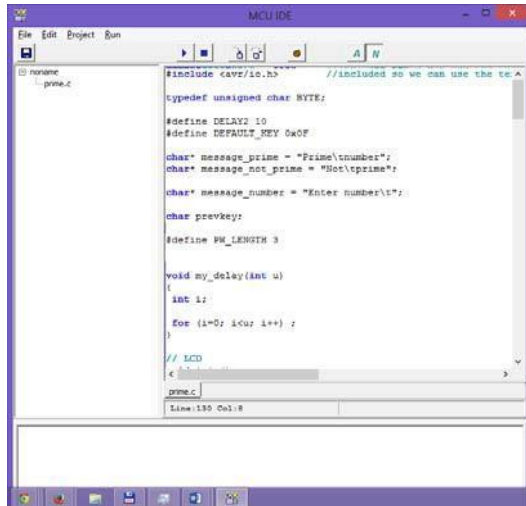 MCU IDE
File Edit Project Run
A N
noname
prime.c
#include <avr/io.h> //included so we can use the te
typedef unsigned char BYTE;
#define DELAY2 10
#define DEFAULT_KEY 0x0F
char* message_prime = "Prime\tnumber";
char* message_not_prime = "Not\tprime";
char* message_number = "Enter number\t";
char prevkey;
#define PW_LENGTH 3
void my_delay(int u)
{
int i;
for (i=0; i<u; i++) ;
}
// LCD
prime.c
Line:130 Col:8